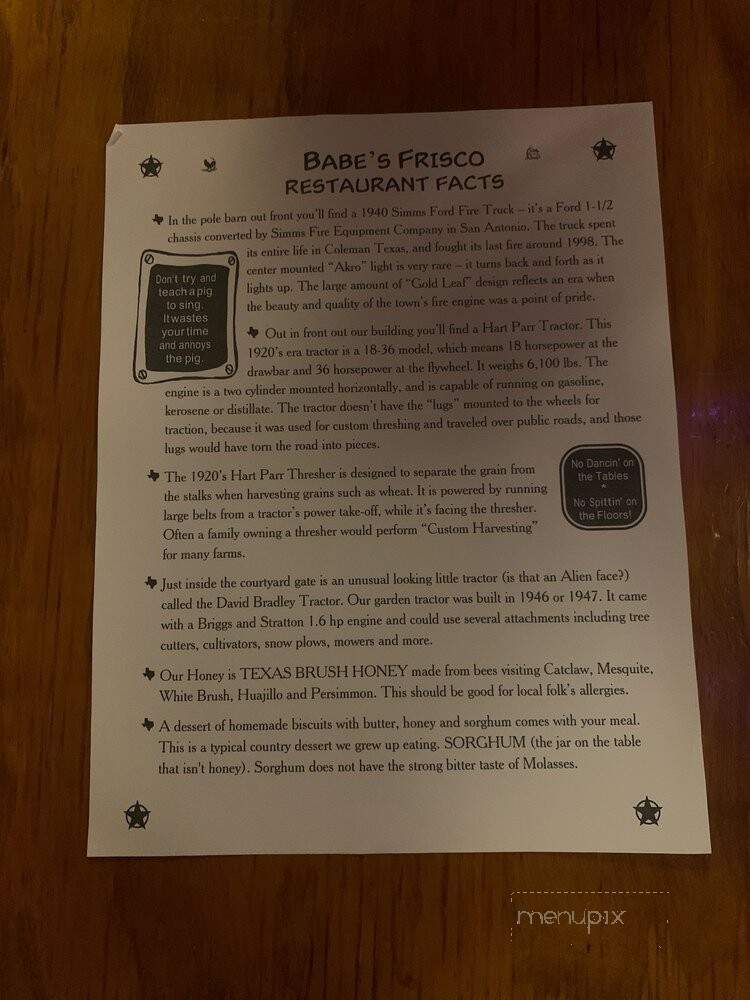 BABE'S FRISCO
RESTAURANT FACTS
In the pole barn out front you'll find a 1940 Simms Ford Fire Truck – it's a Ford 1-1/2
chassis converted by Simms Fire Equipment Company in San Antonio. The truck spent
its entire life in Coleman Texas, and fought its last fire around 1998. The
center mounted "Akro" light is very rare – it turns back and forth as it
lights up. The large amount of "Gold Leaf" design reflects an era when
the beauty and quality of the town's fire engine was a point of pride.
Don't try and
teach a pig
to sing.
It wastes
your time
and annoys
the pig.
Out in front out our building you'll find a Hart Parr Tractor. This
1920's era tractor is a 18-36 model, which means 18 horsepower at the
drawbar and 36 horsepower at the flywheel. It weighs 6,100 lbs. The
engine is a two cylinder mounted horizontally, and is capable of running on gasoline,
kerosene or distillate. The tractor doesn't have the "lugs" mounted to the wheels for
traction, because it was used for custom threshing and traveled over public roads, and those
lugs would have torn the road into pieces.
The 1920's Hart Parr Thresher is designed to separate the grain from
the stalks when harvesting grains such as wheat. It is powered by running
large belts from a tractor's power take-off, while it's facing the thresher.
Often a family owning a thresher would perform "Custom Harvesting"
for many farms.
No Dancin' on
the Tables
*
No Spittin' on
the Floors!
Just inside the courtyard gate is an unusual looking little tractor (is that an Alien face?)
called the David Bradley Tractor. Our garden tractor was built in 1946 or 1947. It came
with a Briggs and Stratton 1.6 hp engine and could use several attachments including tree
cutters, cultivators, snow plows, mowers and more.
Our Honey is TEXAS BRUSH HONEY made from bees visiting Catclaw, Mesquite,
White Brush, Huajillo and Persimmon. This should be good for local folk's allergies.
A dessert of homemade biscuits with butter, honey and sorghum comes with your meal.
This is a typical country dessert we grew up eating. SORGHUM (the jar on the table
that isn't honey). Sorghum does not have the strong bitter taste of Molasses.
menupix